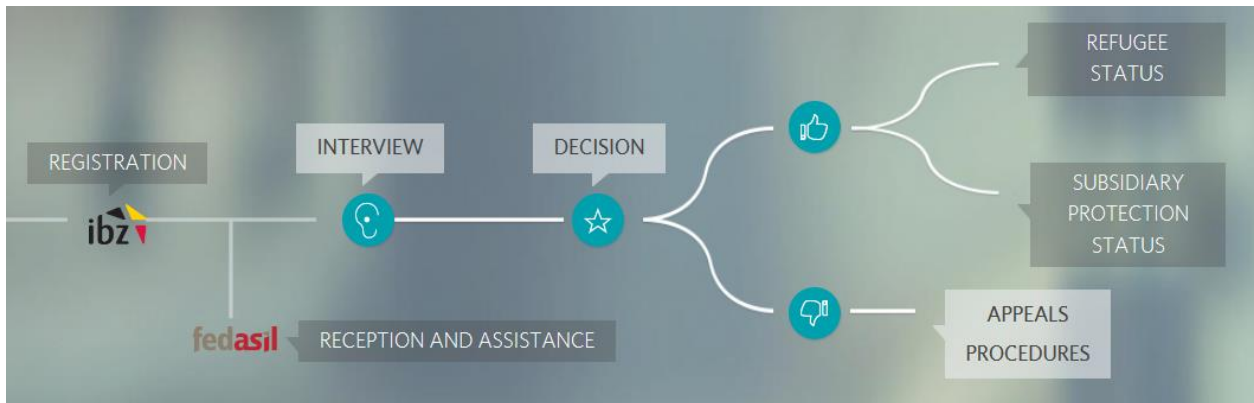 REGISTRATION
ibz
fedasil
RECEPTION AND ASSISTANCE
INTERVIEW
DECISION
REFUGEE
STATUS
SUBSIDIARY
PROTECTION
STATUS
APPEALS
PROCEDURES